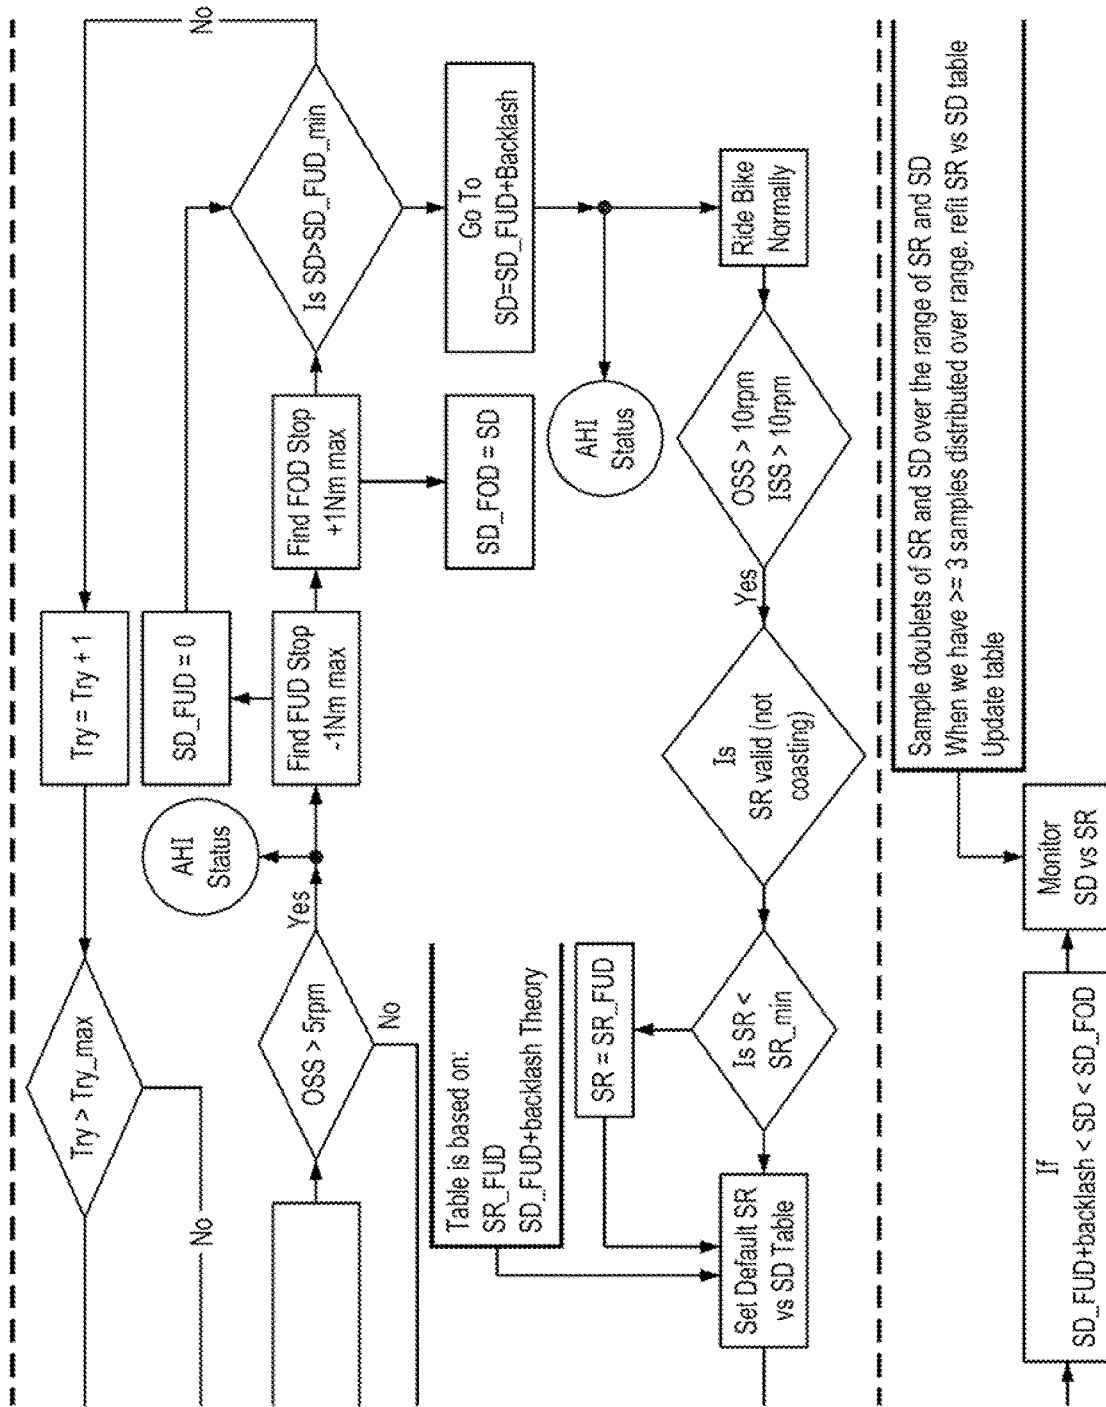 No
Try > Try_max
Try = Try + 1
No
SD_FUD = 0
AHI
Status
OSS > 5rpm
Yes
No
Find FUD Stop
-1Nm max
Find FOD Stop
+1Nm max
Is SD>SD_FUD_min
SD_FOD = SD
Go To
SD=SD_FUD+Backlash
Table is based on:
SR_FUD
SD_FUD+backlash Theory
AHI
Status
SR = SR_FUD
Set Default SR
vs SD Table
Is SR <
SR_min
Is
SR valid (not
coasting)
Yes
OSS > 10rpm
ISS > 10rpm
Ride Bike
Normally
Sample doublets of SR and SD over the range of SR and SD
When we have >= 3 samples distributed over range. refil SR vs SD table
Update table
If
SD_FUD+backlash < SD < SD_FOD
Monitor
SD vs SR